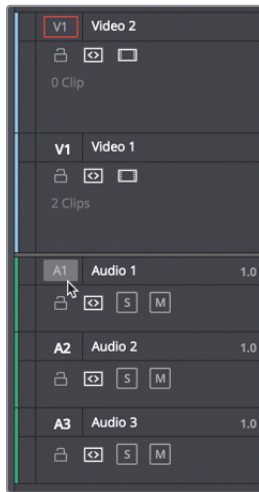 V1 Video 2
0 Clip
V1 Video 1
2 Clips
A1 Audio 1 1.0
S M
A2 Audio 2 1.0
S M
A3 Audio 3 1.0
S M